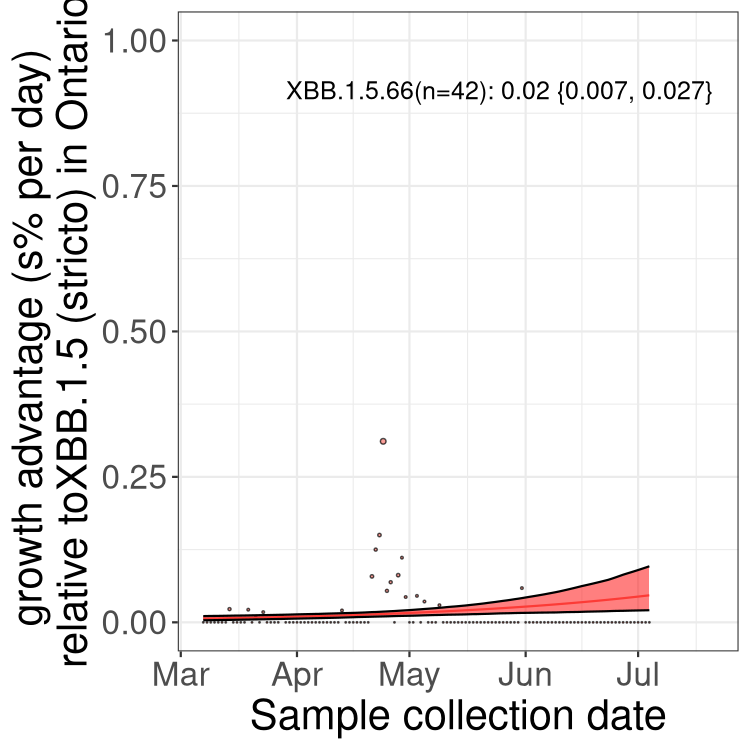 growth advantage (s% per day)
relative toXBB.1.5 (stricto) in Ontario
1.00
XBB.1.5.66(n=42): 0.02 {0.007, 0.027}
0.75
0.50
0.25
0.00
Mar Apr May Jun Jul
Sample collection date